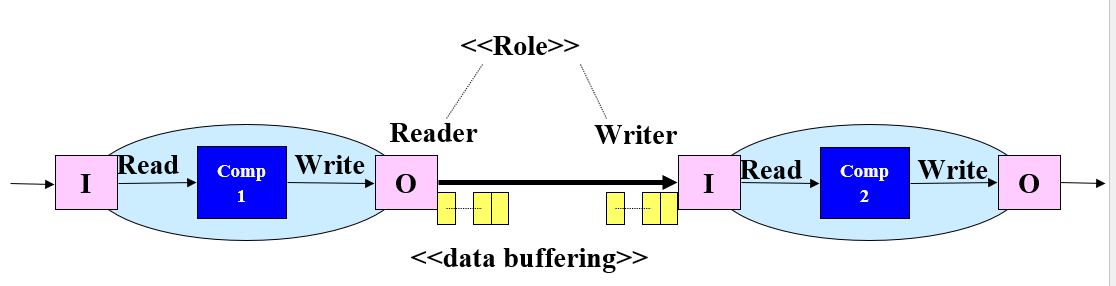 <<Role>>
Reader
Writer
I
Read
Comp
1
Write
O
I
Read
Comp
2
Write
O
<<data buffering>>